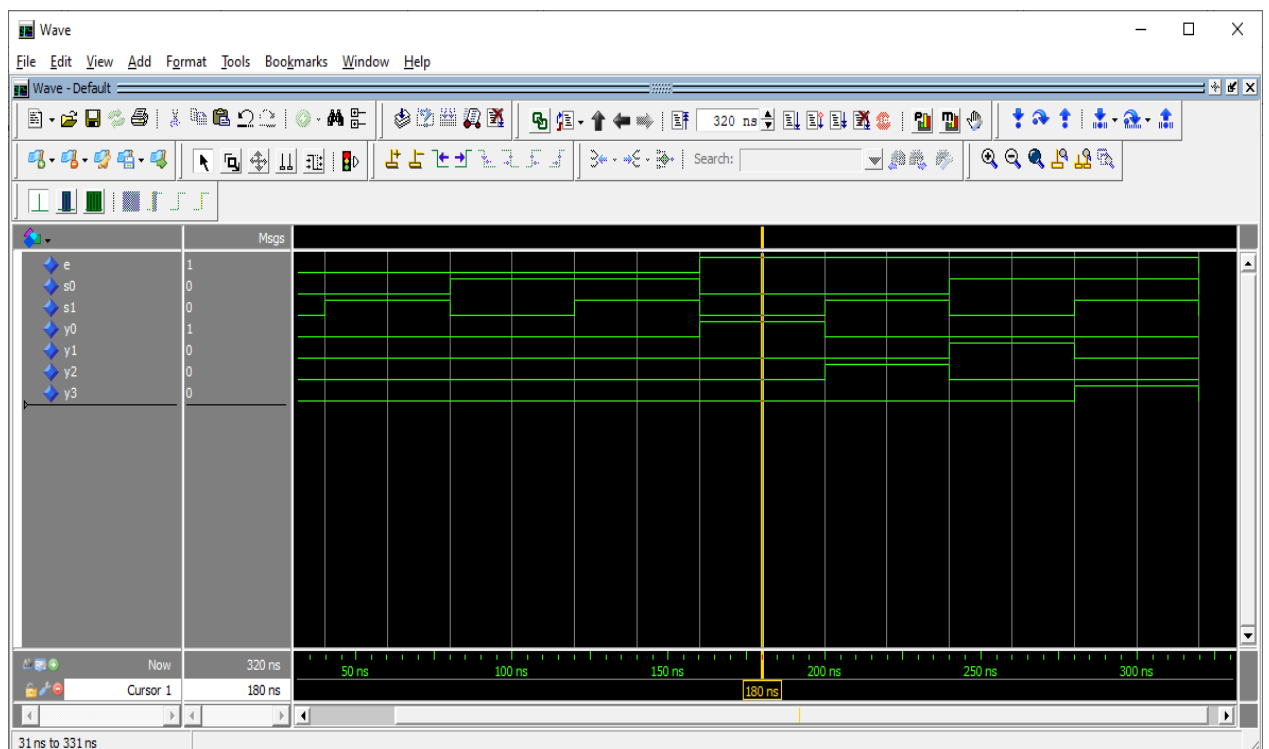 Wave
File Edit View Add Format Tools Bookmarks Window Help
Wave - Default
320 ns
Search:
Msgs
e 1
s0 0
s1 0
y0 1
y1 0
y2 0
y3 0
Now 320 ns
50 ns 100 ns 150 ns 200 ns 250 ns 300 ns
Cursor 1 180 ns
180 ns
31 ns to 331 ns